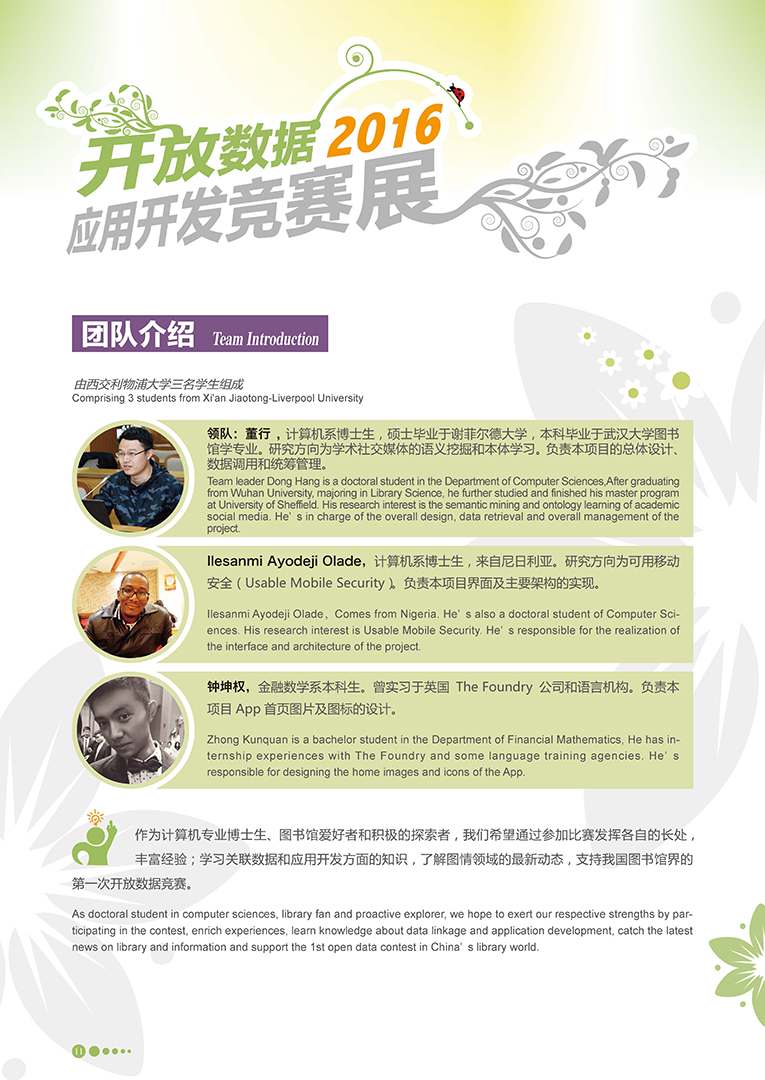 开放数据 2016
应用开发竞赛展
团队介绍 Team Introduction
由西交利物浦大学三名学生组成
Comprising 3 students from Xi'an Jiaotong-Liverpool University
领队：董行，计算机系博士生，硕士毕业于谢菲尔德大学，本科毕业于武汉大学图书
馆学专业。研究方向为学术社交媒体的语义挖掘和本体学习。负责本项目的总体设计、
数据调用和统筹管理。
Team leader Dong Hang is a doctoral student in the Department of Computer Sciences,After graduating
from Wuhan University, majoring in Library Science, he further studied and finished his master program
at University of Sheffield. His research interest is the semantic mining and ontology learning of academic
social media. He’s in charge of the overall design, data retrieval and overall management of the
project.
Ilesanmi Ayodeji Olade，计算机系博士生，来自尼日利亚。研究方向为可用移动
安全（Usable Mobile Security）。负责本项目界面及主要架构的实现。
Ilesanmi Ayodeji Olade、Comes from Nigeria. He’s also a doctoral student of Computer Sci-
ences. His research interest is Usable Mobile Security. He’s responsible for the realization of
the interface and architecture of the project.
钟坤权，金融数学系本科生。曾实习于英国 The Foundry 公司和语言机构。负责本
项目 App 首页图片及图标的设计。
Zhong Kunquan is a bachelor student in the Department of Financial Mathematics, He has in-
ternship experiences with The Foundry and some language training agencies. He’s
responsible for designing the home images and icons of the App.
作为计算机专业博士生、图书馆爱好者和积极的探索者，我们希望通过参加比赛发挥各自的长处，
丰富经验；学习关联数据和应用开发方面的知识，了解图情领域的最新动态，支持我国图书馆界的
第一次开放数据竞赛。
As doctoral student in computer sciences, library fan and proactive explorer, we hope to exert our respective strengths by par-
ticipating in the contest, enrich experiences, learn knowledge about data linkage and application development, catch the latest
news on library and information and support the 1st open data contest in China’s library world.
11